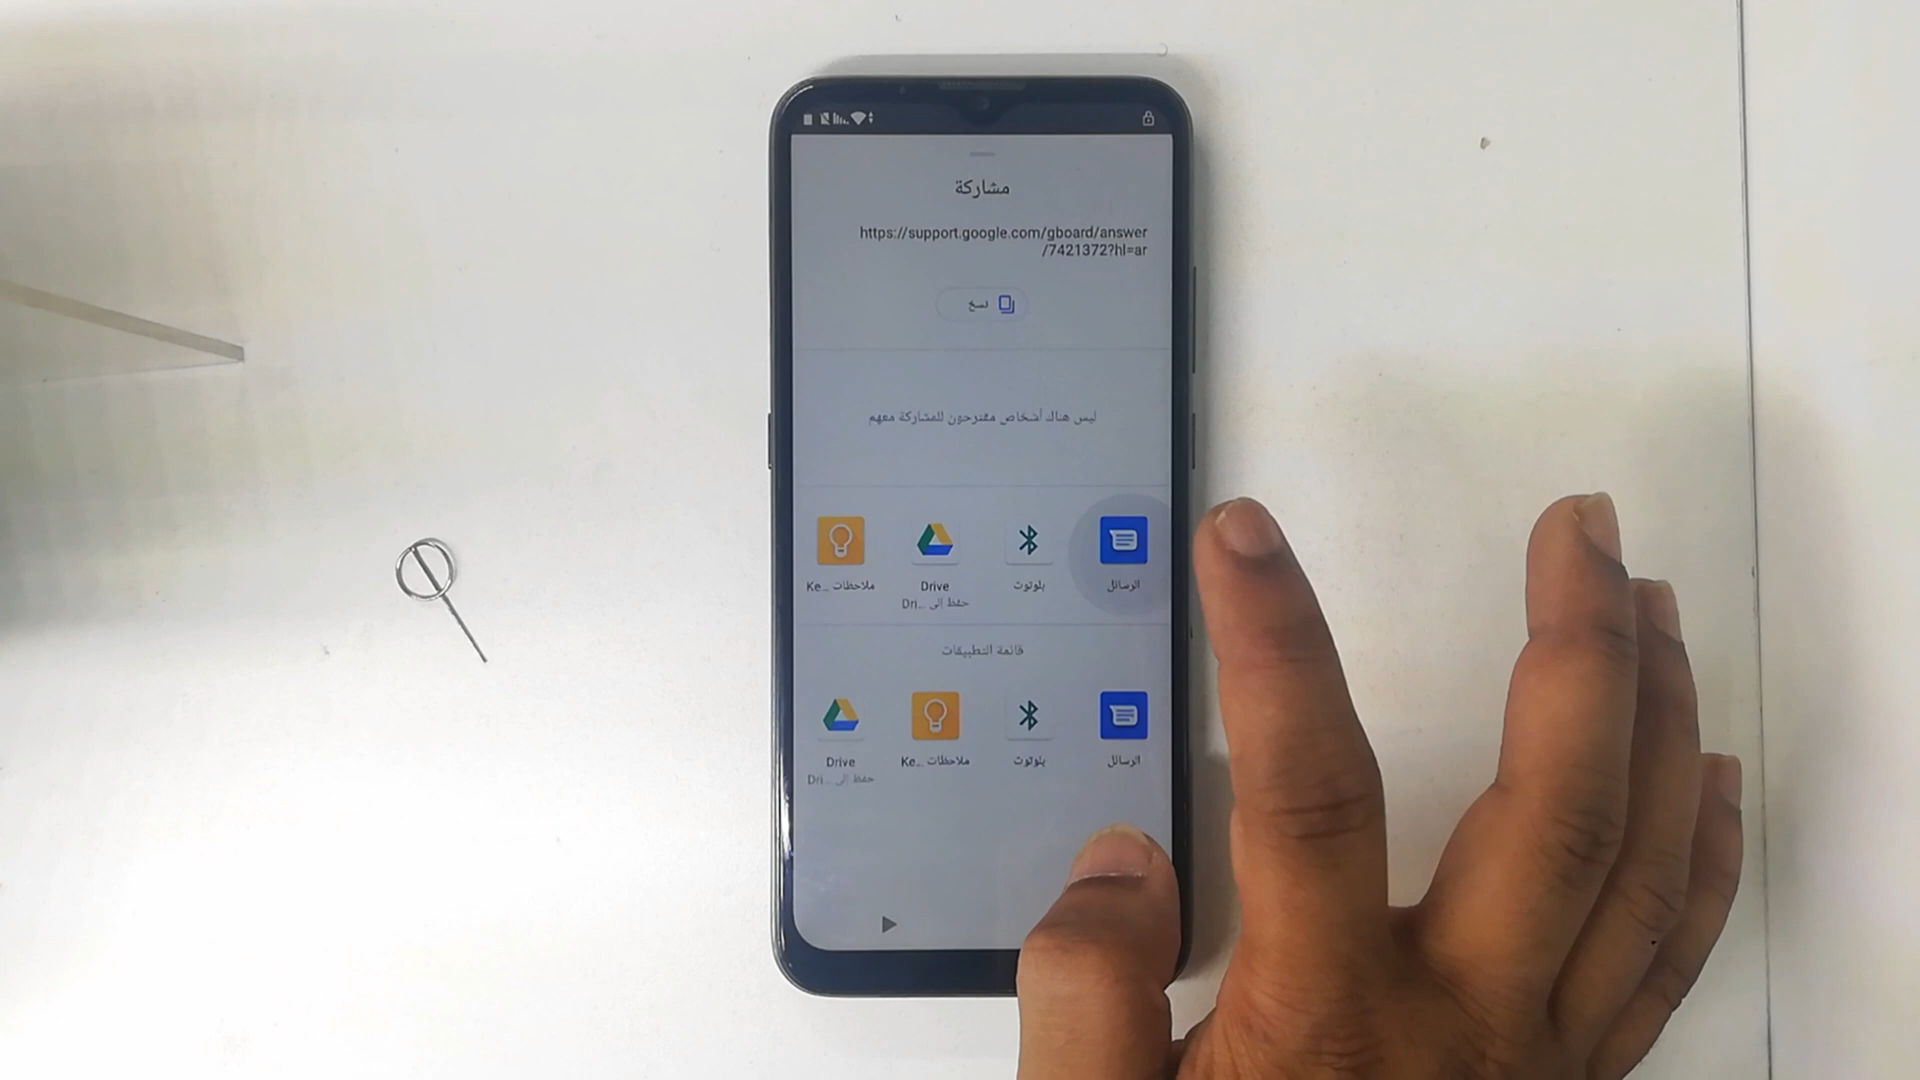 مشاركة
https://support.google.com/gboard/answer
/7421372?hl=ar
نسخ
ليس هناك أشخاص مقترحون للمشاركة معهم
الرسائل
بلوتوث
Drive
حفظ إلى Dri...
ملاحظات Ke...
قائمة التطبيقات
الرسائل
بلوتوث
ملاحظات Ke...
Drive
حفظ إلى Dri...